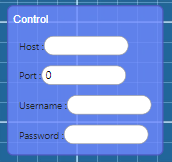 Control
Host :
Port : 0
Username :
Password :